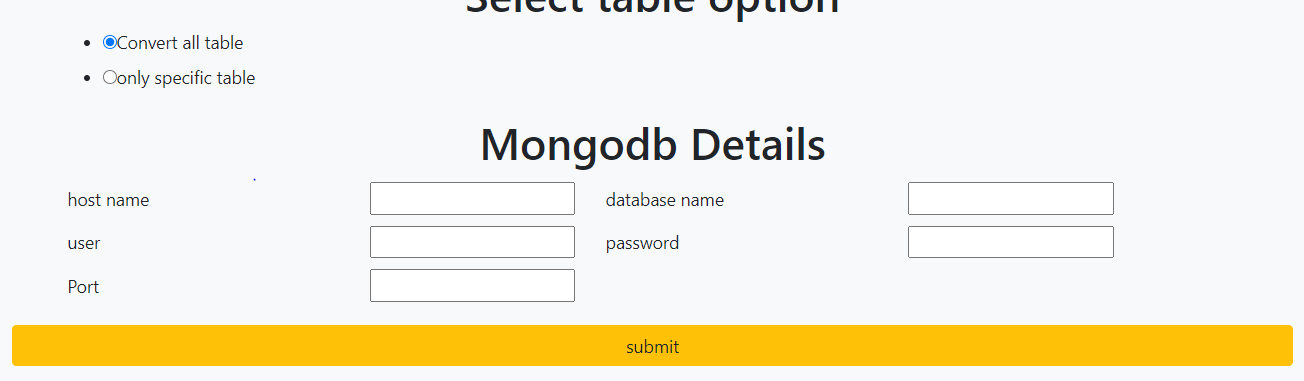 Select table option
Convert all table
only specific table
Mongodb Details
host name database name
user password
Port
submit